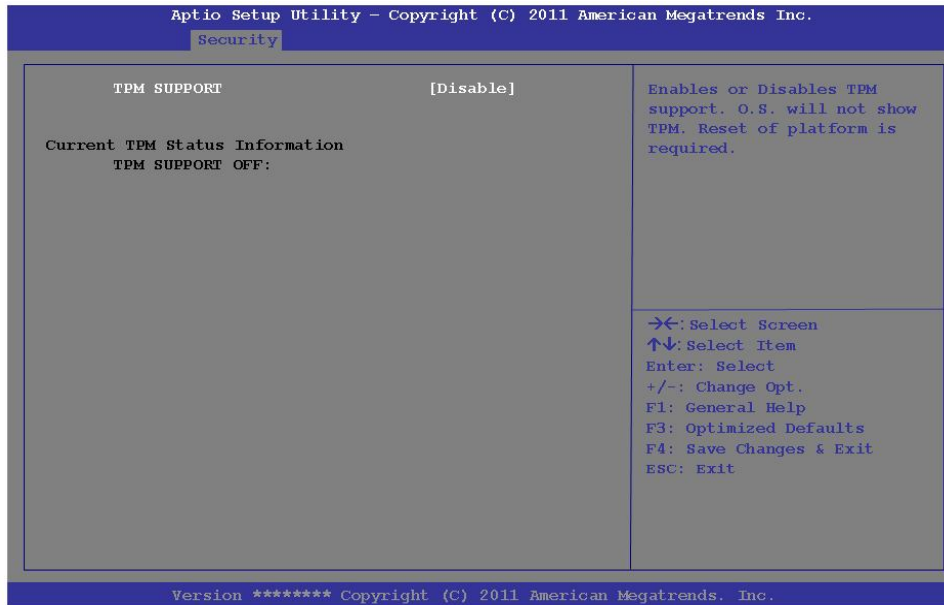 Aptio Setup Utility – Copyright (C) 2011 American Megatrends Inc.
Security
TPM SUPPORT [Disable]
Current TPM Status Information
TPM SUPPORT OFF:
Enables or Disables TPM
support. O.S. will not show
TPM. Reset of platform is
required.
→←: Select Screen
↑↓: Select Item
Enter: Select
+/-: Change Opt.
F1: General Help
F3: Optimized Defaults
F4: Save Changes & Exit
ESC: Exit
Version ******** Copyright (C) 2011 American Megatrends. Inc.